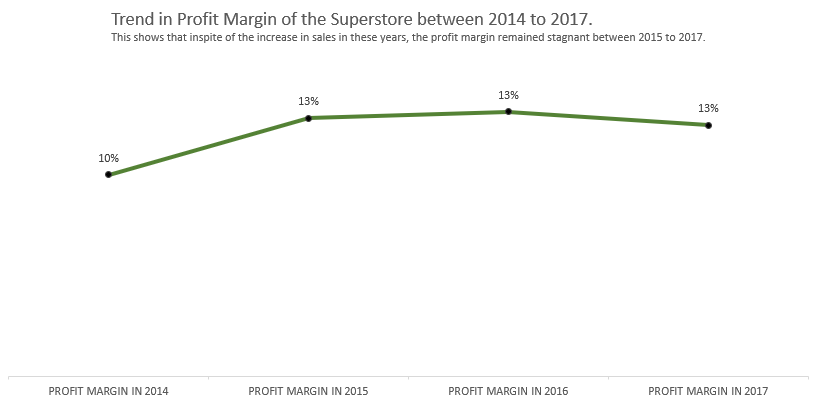 Trend in Profit Margin of the Superstore between 2014 to 2017.
This shows that inspite of the increase in sales in these years, the profit margin remained stagnant between 2015 to 2017.
10%
13%
13%
13%
PROFIT MARGIN IN 2014
PROFIT MARGIN IN 2015
PROFIT MARGIN IN 2016
PROFIT MARGIN IN 2017